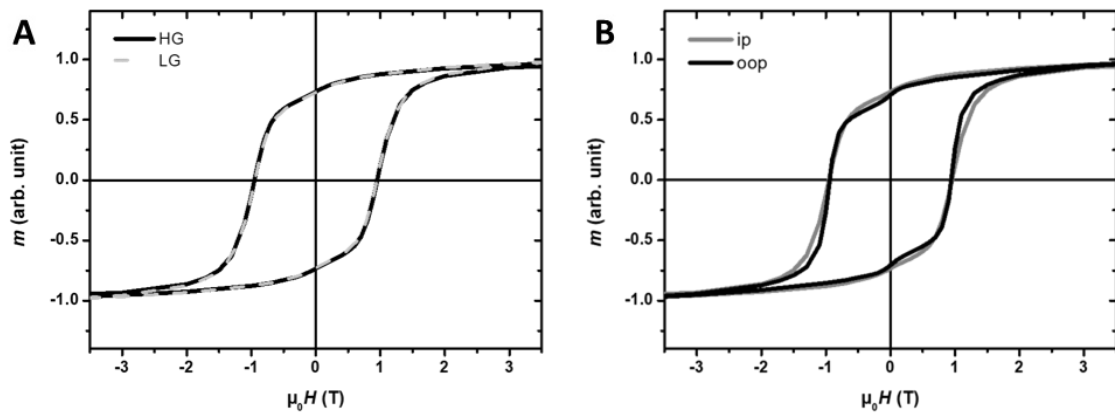 A
HG
LG
m (arb. unit)
1.0
0.5
0.0
-0.5
-1.0
-3 -2 -1 0 1 2 3
μ₀H (T)
B
ip
oop
m (arb. unit)
1.0
0.5
0.0
-0.5
-1.0
-3 -2 -1 0 1 2 3
μ₀H (T)